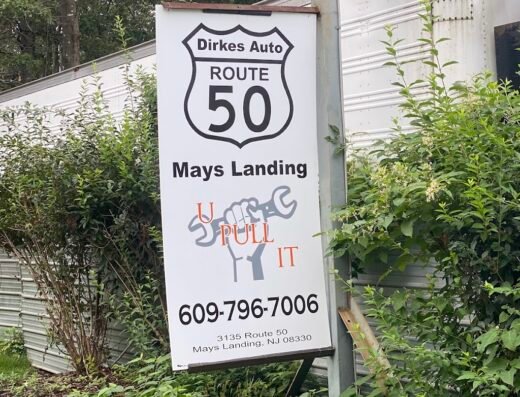 Dirkes Auto
ROUTE
50
Mays Landing
U
PULL
IT
609-796-7006
3135 Route 50
Mays Landing, NJ 08330